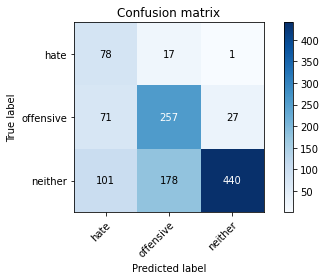 Confusion matrix
True label
hate
offensive
neither
78 17 1
71 257 27
101 178 440
hate offensive neither
Predicted label
400
350
300
250
200
150
100
50